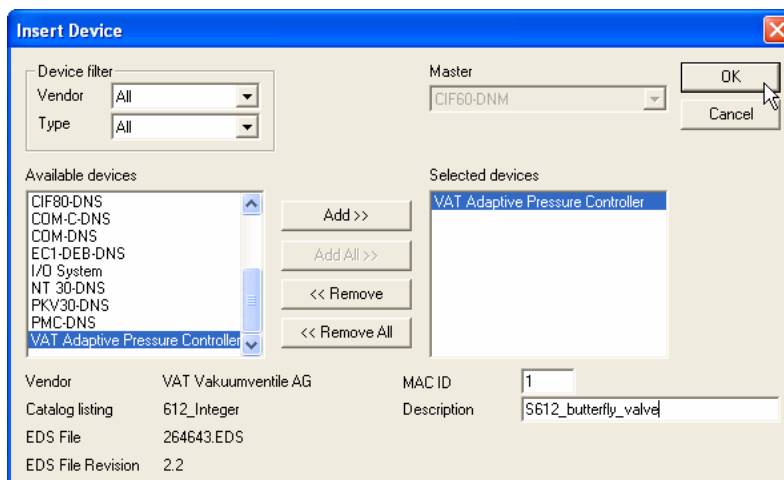 Insert Device
Device filter
Vendor All
Type All
Master
CIF60-DNM
OK
Cancel
Available devices
CIF80-DNS
COM-C-DNS
COM-DNS
EC1-DEB-DNS
I/O System
NT 30-DNS
PKV30-DNS
PMC-DNS
VAT Adaptive Pressure Controller
Add >>
Add All >>
<< Remove
<< Remove All
Selected devices
VAT Adaptive Pressure Controller
Vendor VAT Vakuumventile AG
Catalog listing 612_Integer
EDS File 264643.EDS
EDS File Revision 2.2
MAC ID 1
Description S612_butterfly_valve